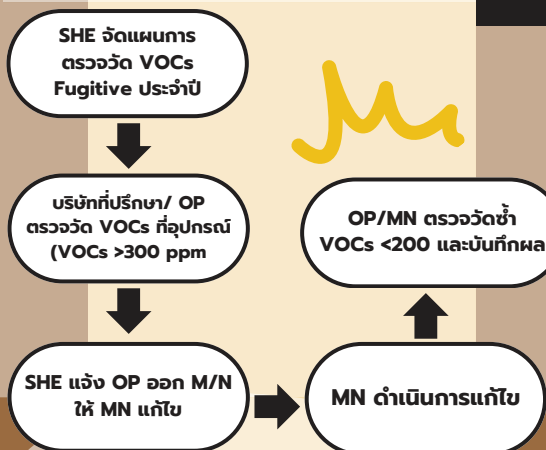 SHE จัดแผนการ
ตรวจวัด VOCs
Fugitive ประจำปี
บริษัทที่ปรึกษา/ OP
ตรวจวัด VOCs ที่อุปกรณ์
(VOCs >300 ppm
SHE แจ้ง OP ออก M/N
ให้ MN แก้ไข
MN ดำเนินการแก้ไข
OP/MN ตรวจวัดซ้ำ
VOCs <200 และบันทึกผล